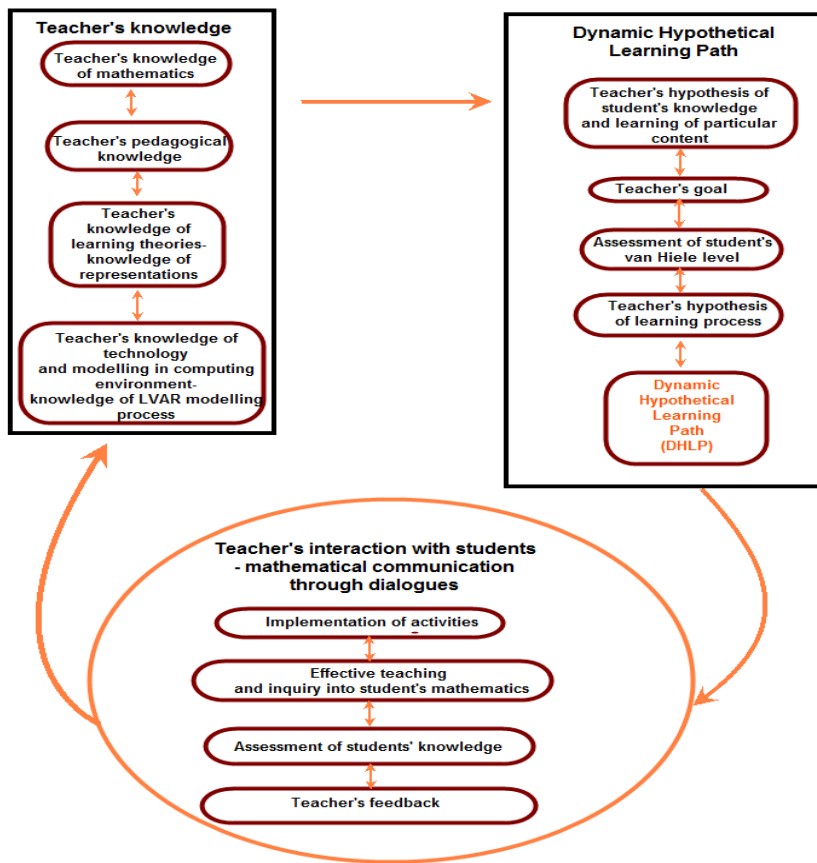 Teacher's knowledge
Teacher's knowledge
of mathematics
Teacher's pedagogical
knowledge
Teacher's
knowledge of
learning theories-
knowledge of
representations
Teacher's knowledge of
technology
and modelling in computing
environment-
knowledge of LVAR modelling
process
Dynamic Hypothetical
Learning Path
Teacher's hypothesis of
student's knowledge
and learning of particular
content
Teacher's goal
Assessment of student's
van Hiele level
Teacher's hypothesis
of learning process
Dynamic
Hypothetical
Learning
Path
(DHLP)
Teacher's interaction with students
- mathematical communication
through dialogues
Implementation of activities
Effective teaching
and inquiry into student's mathematics
Assessment of students' knowledge
Teacher's feedback